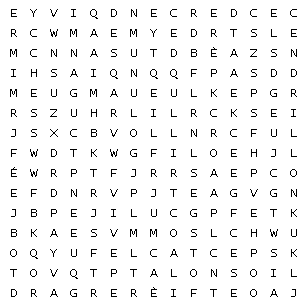 E Y V I Q D N E C R E D C E C
R C W M A E M Y E D R T S L E
M C N N A S U T D B È A Z S N
I H S A I Q N Q Q F P A S D D
M E U G M A U E U L K E P G R
R S Z U H R L I L R C K S E I
J S X C B V O L L N R C F U L
F W D T K W G F I L O E H J L
É W R P T F J R R S A E P C O
E F D N R V P J T E A G V G N
J B P E J I L U C G P F E T K
B K A E S V M M O S L C H W U
O Q Y U F E L C A T C E P S K
T O V Q T P T A L O N S O I L
D R A G R E R È I F T E O A J